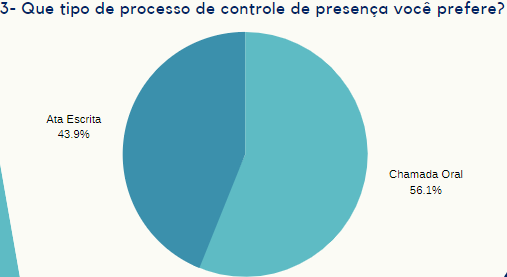 3- Que tipo de processo de controle de presença você prefere?
Ata Escrita
43.9%
Chamada Oral
56.1%